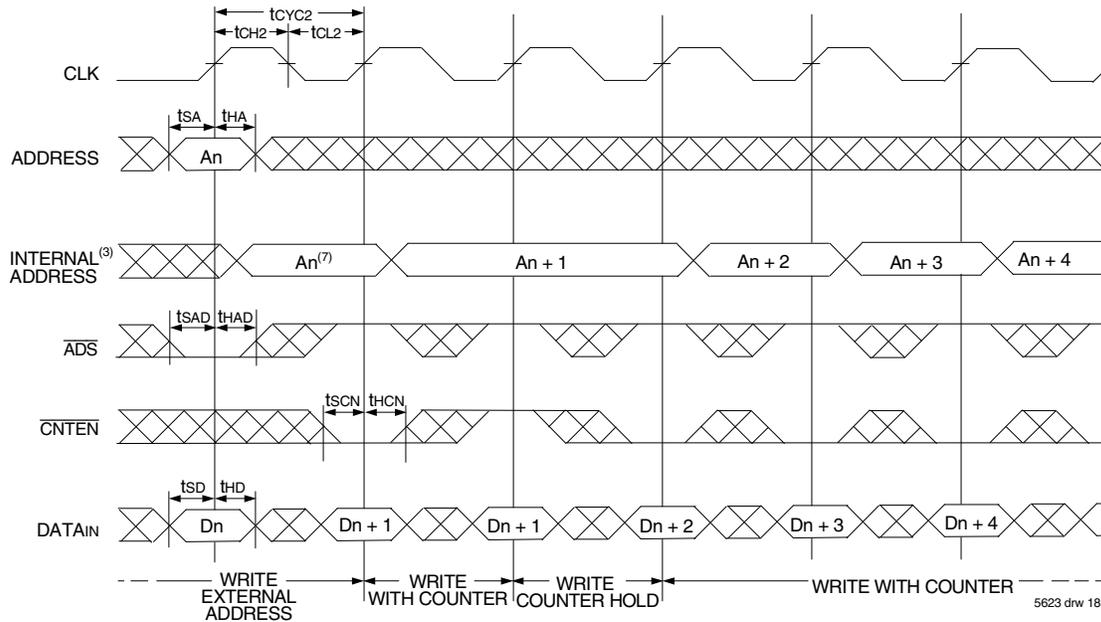 tCYC2
tCH2 tCL2
CLK
tSA tHA
ADDRESS An
INTERNAL(3)
ADDRESS
An(7) An + 1 An + 2 An + 3 An + 4
tSAD tHAD
ADS
tSCN tHCN
CNTEN
tSD tHD
DATAIN Dn Dn + 1 Dn + 1 Dn + 2 Dn + 3 Dn + 4
WRITE
EXTERNAL
ADDRESS
WRITE
WITH COUNTER
WRITE
COUNTER HOLD
WRITE WITH COUNTER
5623 drw 18